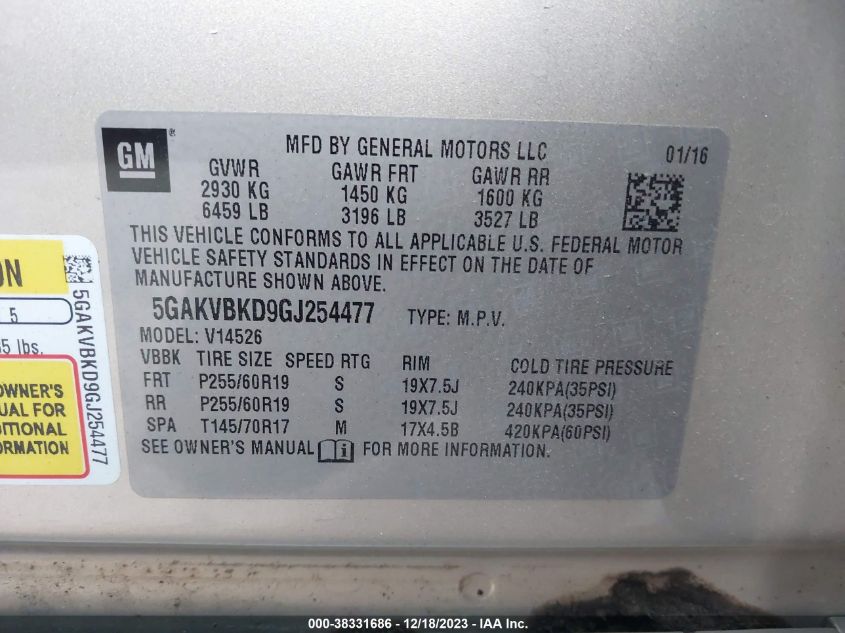 GM ®
MFD BY GENERAL MOTORS LLC 01/16
GVWR GAWR FRT GAWR RR
2930 KG 1450 KG 1600 KG
6459 LB 3196 LB 3527 LB
THIS VEHICLE CONFORMS TO ALL APPLICABLE U.S. FEDERAL MOTOR
VEHICLE SAFETY STANDARDS IN EFFECT ON THE DATE OF
MANUFACTURE SHOWN ABOVE.
5GAKVBKD9GJ254477 TYPE: M.P.V.
MODEL: V14526
VBBK TIRE SIZE SPEED RTG RIM COLD TIRE PRESSURE
FRT P255/60R19 S 19X7.5J 240KPA(35PSI)
RR P255/60R19 S 19X7.5J 240KPA(35PSI)
SPA T145/70R17 M 17X4.5B 420KPA(60PSI)
SEE OWNER'S MANUAL i FOR MORE INFORMATION.
ON
5
5 lbs.
OWNER'S
UAL FOR
DITIONAL
ORMATION
5GAKVBKD9GJ254477
000-38331686 - 12/18/2023 - IAA Inc.